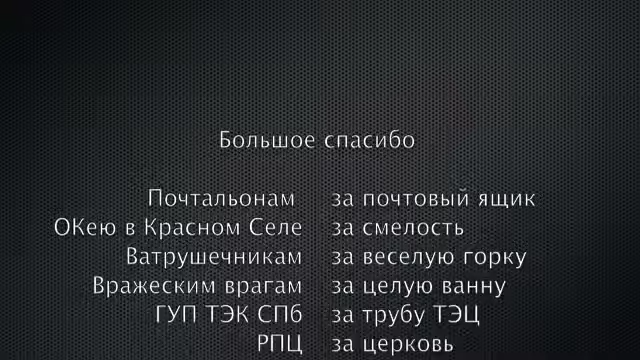 Большое спасибо
Почтальонам за почтовый ящик
ОКею в Красном Селе за смелость
Ватрушечникам за веселую горку
Вражеским врагам за целую ванну
ГУП ТЭК СПб за трубу ТЭЦ
РПЦ за церковь